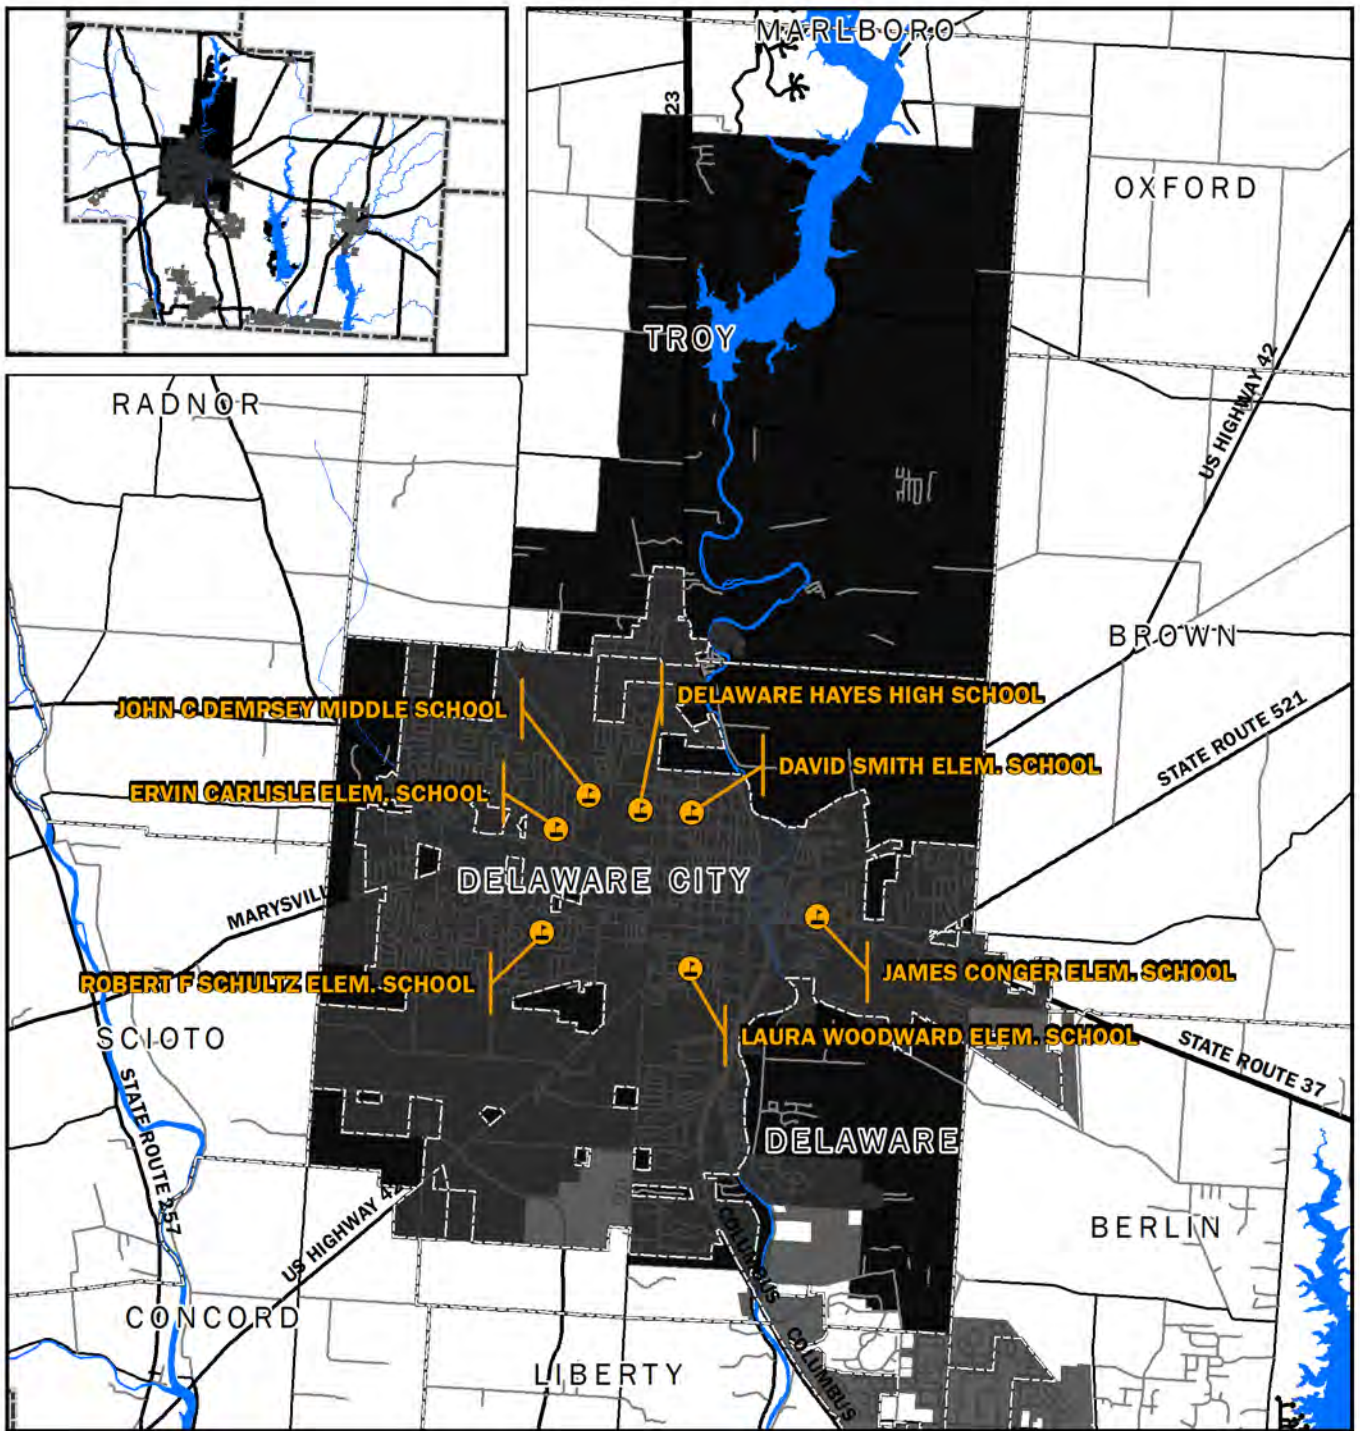 MARLBORO
23
OXFORD
TROY
US HIGHWAY 42
RADNOR
BROWN
DELAWARE HAYES HIGH SCHOOL
JOHN C DEMPSEY MIDDLE SCHOOL
STATE ROUTE 521
DAVID SMITH ELEM. SCHOOL
ERVIN CARLISLE ELEM. SCHOOL
DELAWARE CITY
MARYSVILL
JAMES CONGER ELEM. SCHOOL
ROBERT F SCHULTZ ELEM. SCHOOL
LAURA WOODWARD ELEM. SCHOOL
SCIOTO
STATE ROUTE 37
STATE ROUTE 257
DELAWARE
US HIGHWAY 42
BERLIN
COLUMBUS
CONCORD
COLUMBUS
LIBERTY